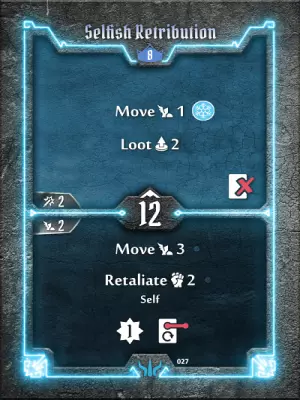 Selfish Retribution
8
Move 1
Loot 2
2
12
2
Move 3
Retaliate 2
Self
1
027